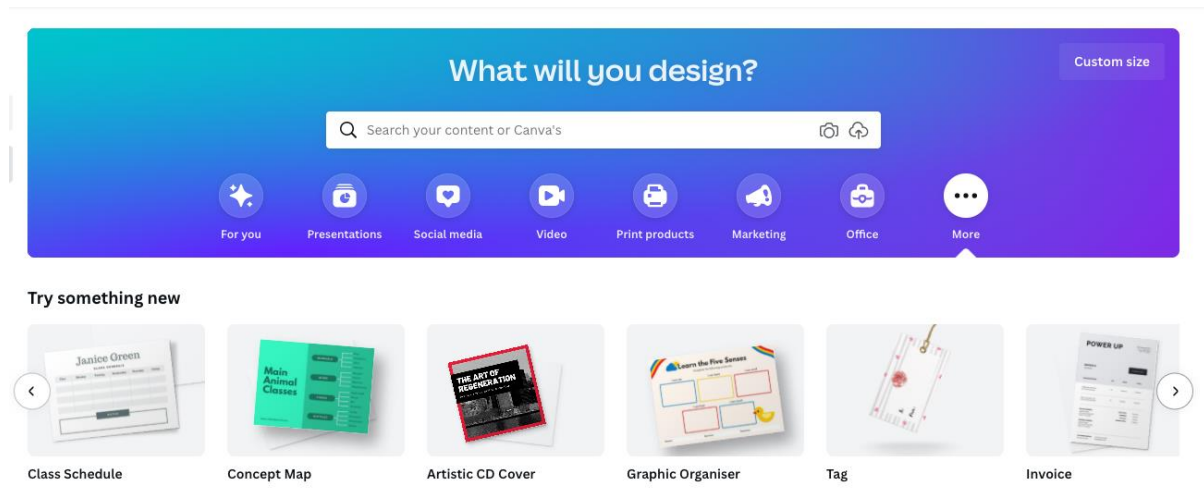 What will you design?
Custom size
Search your content or Canva's
For you
Presentations
Social media
Video
Print products
Marketing
Office
More
Try something new
Janice Green
CLASS SCHEDULE
Main
Animal
Classes
THE ART OF
REGENERATION
Learn the Five Senses
POWER UP
Class Schedule
Concept Map
Artistic CD Cover
Graphic Organiser
Tag
Invoice